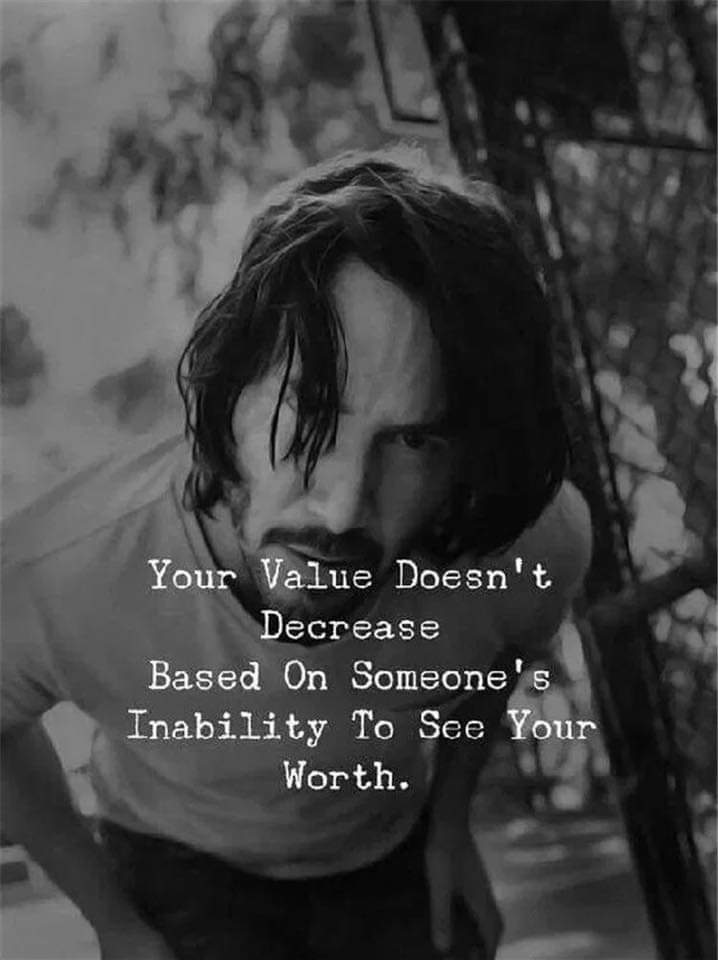 Your Value Doesn't
Decrease
Based On Someone's
Inability To See Your
Worth.